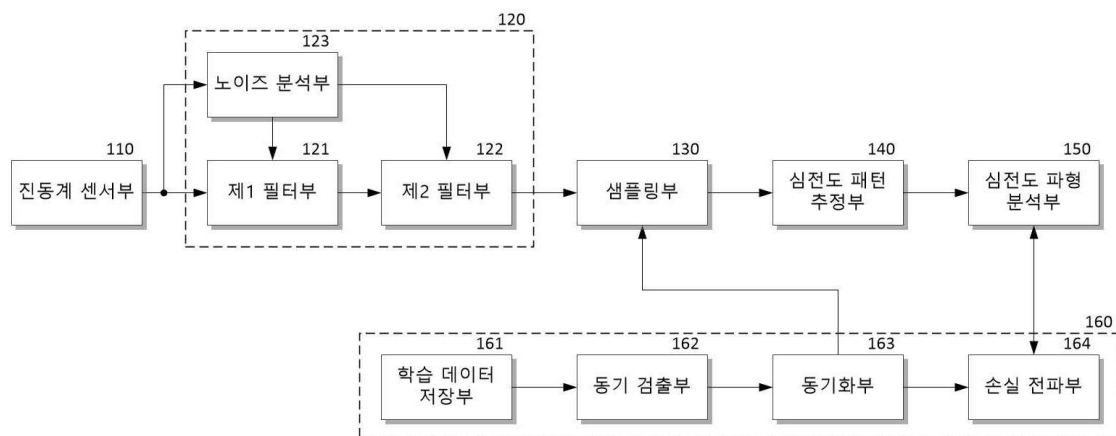 120
123
노이즈 분석부
110
진동계 센서부
121
제1 필터부
122
제2 필터부
130
샘플링부
140
심전도 패턴
추정부
150
심전도 파형
분석부
160
161
학습 데이터
저장부
162
동기 검출부
163
동기화부
164
손실 전파부